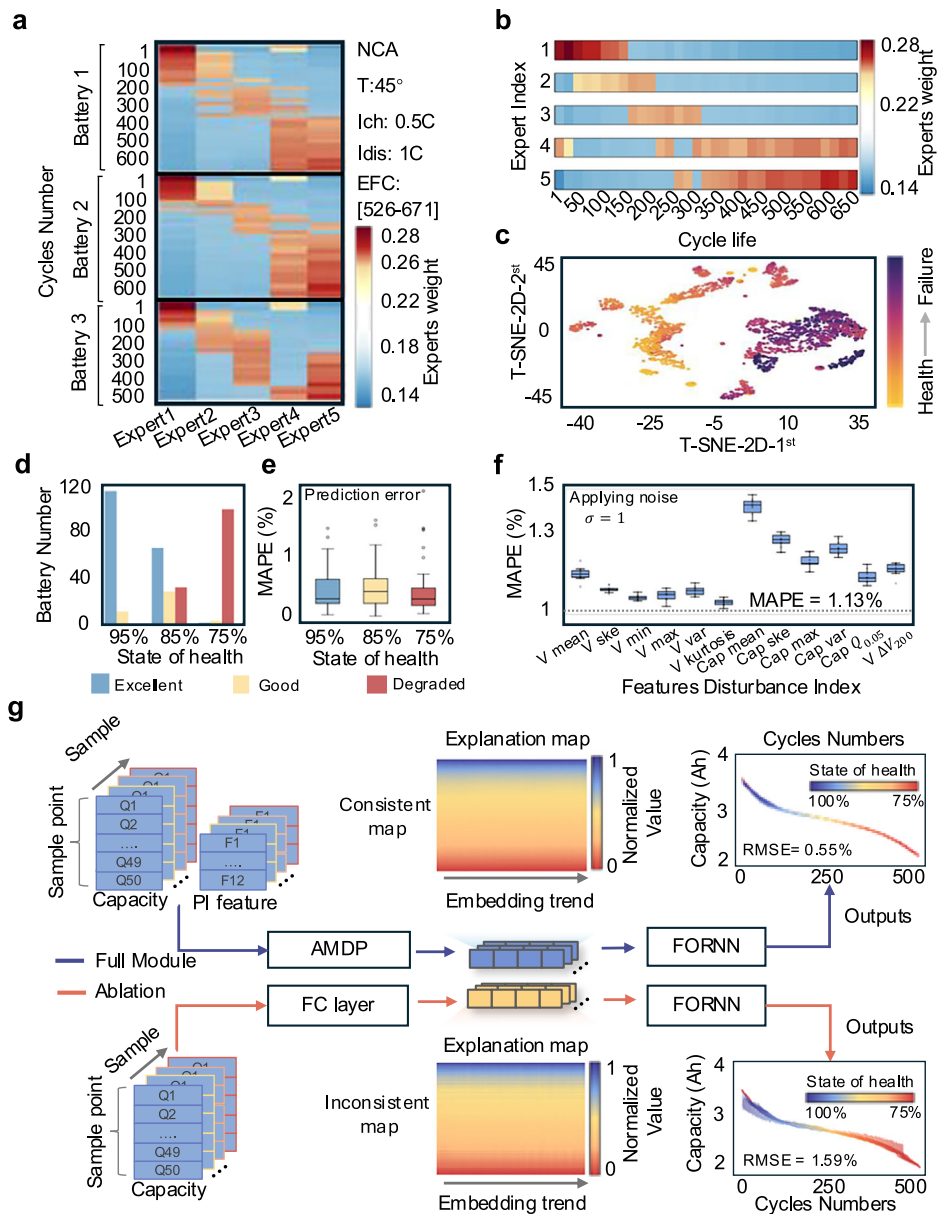 a
Battery 1
Battery 2
Battery 3
Cycles Number
1
100
200
300
400
600
1
100
200
300
500
600
1
100
200
300
400
500
Expert1
Expert2
Expert3
Expert4
Expert5
NCA
T:45°
Ich: 0.5C
Idis: 1C
EFC:
[526-671]
0.28
0.26
0.22
0.18
0.14
Experts weight
b
Expert Index
1
2
3
4
5
1
50
100
150
200
250
300
350
400
450
500
550
600
650
Cycle life
0.28
0.22
0.14
Experts weight
c
T-SNE-2D-2st
45
0
-45
-40
-25
-5
10
35
T-SNE-2D-1st
Health
Failure
d
Battery Number
120
80
40
0
95%
85%
75%
State of health
e
MAPE (%)
2
1
0
Prediction error
95%
85%
75%
State of health
Excellent
Good
Degraded
f
MAPE (%)
1.5
1.3
1
Applying noise
σ = 1
MAPE = 1.13%
V mean
V ske
V min
V max
V var
V kurtosis
Cap mean
Cap ske
Cap max
Cap var
Cap Q0.05
V ΔV200
Features Disturbance Index
g
Sample
Sample point
Q1
Q1
Q1
Q1
Q2
....
Q49
Q50
Capacity
F1
F1
....
F12
PI feature
Explanation map
Consistent
map
1
0
Normalized
Value
Embedding trend
Cycles Numbers
Capacity (Ah)
4
3
2
State of health
100%
75%
RMSE= 0.55%
0
250
500
Outputs
Full Module
Ablation
AMDP
FORNN
FC layer
FORNN
Outputs
Sample
Sample point
Q1
Q1
Q1
Q1
Q2
....
Q49
Q50
Capacity
Explanation map
Inconsistent
map
1
0
Normalized
Value
Embedding trend
Capacity (Ah)
4
3
2
State of health
100%
75%
RMSE = 1.59%
0
250
500
Cycles Numbers